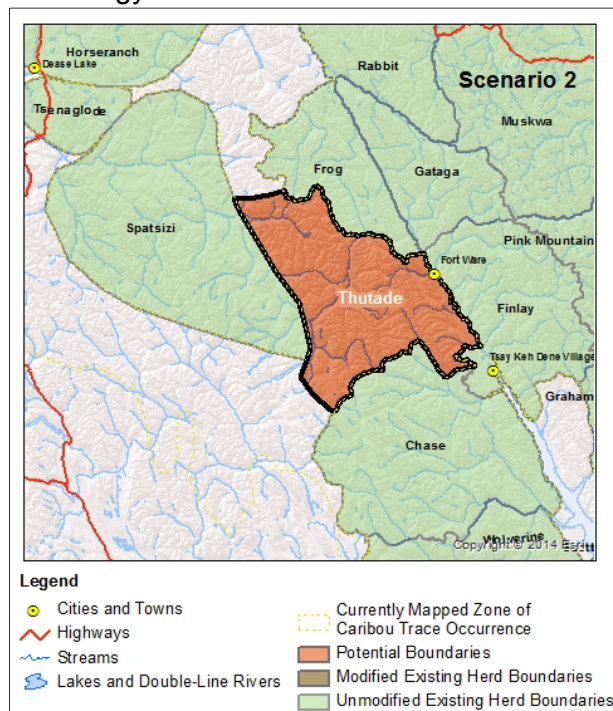 Horseranch
Dease Lake
Rabbit
Scenario 2
Tsenaglode
Muskwa
Frog
Gataga
Spatsizi
Pink Mountain
Fort Ware
Thutade
Finlay
Tsay Keh Dene Village
Graham
Chase
Wolverine
Copyright:© 2014 Esri
Legend
Cities and Towns
Highways
Streams
Lakes and Double-Line Rivers
Currently Mapped Zone of
Caribou Trace Occurrence
Potential Boundaries
Modified Existing Herd Boundaries
Unmodified Existing Herd Boundaries